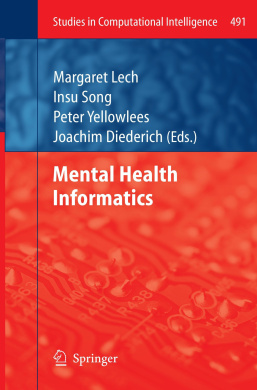 Studies in Computational Intelligence 491
Margaret Lech
Insu Song
Peter Yellowlees
Joachim Diederich (Eds.)
Mental Health
Informatics
Springer